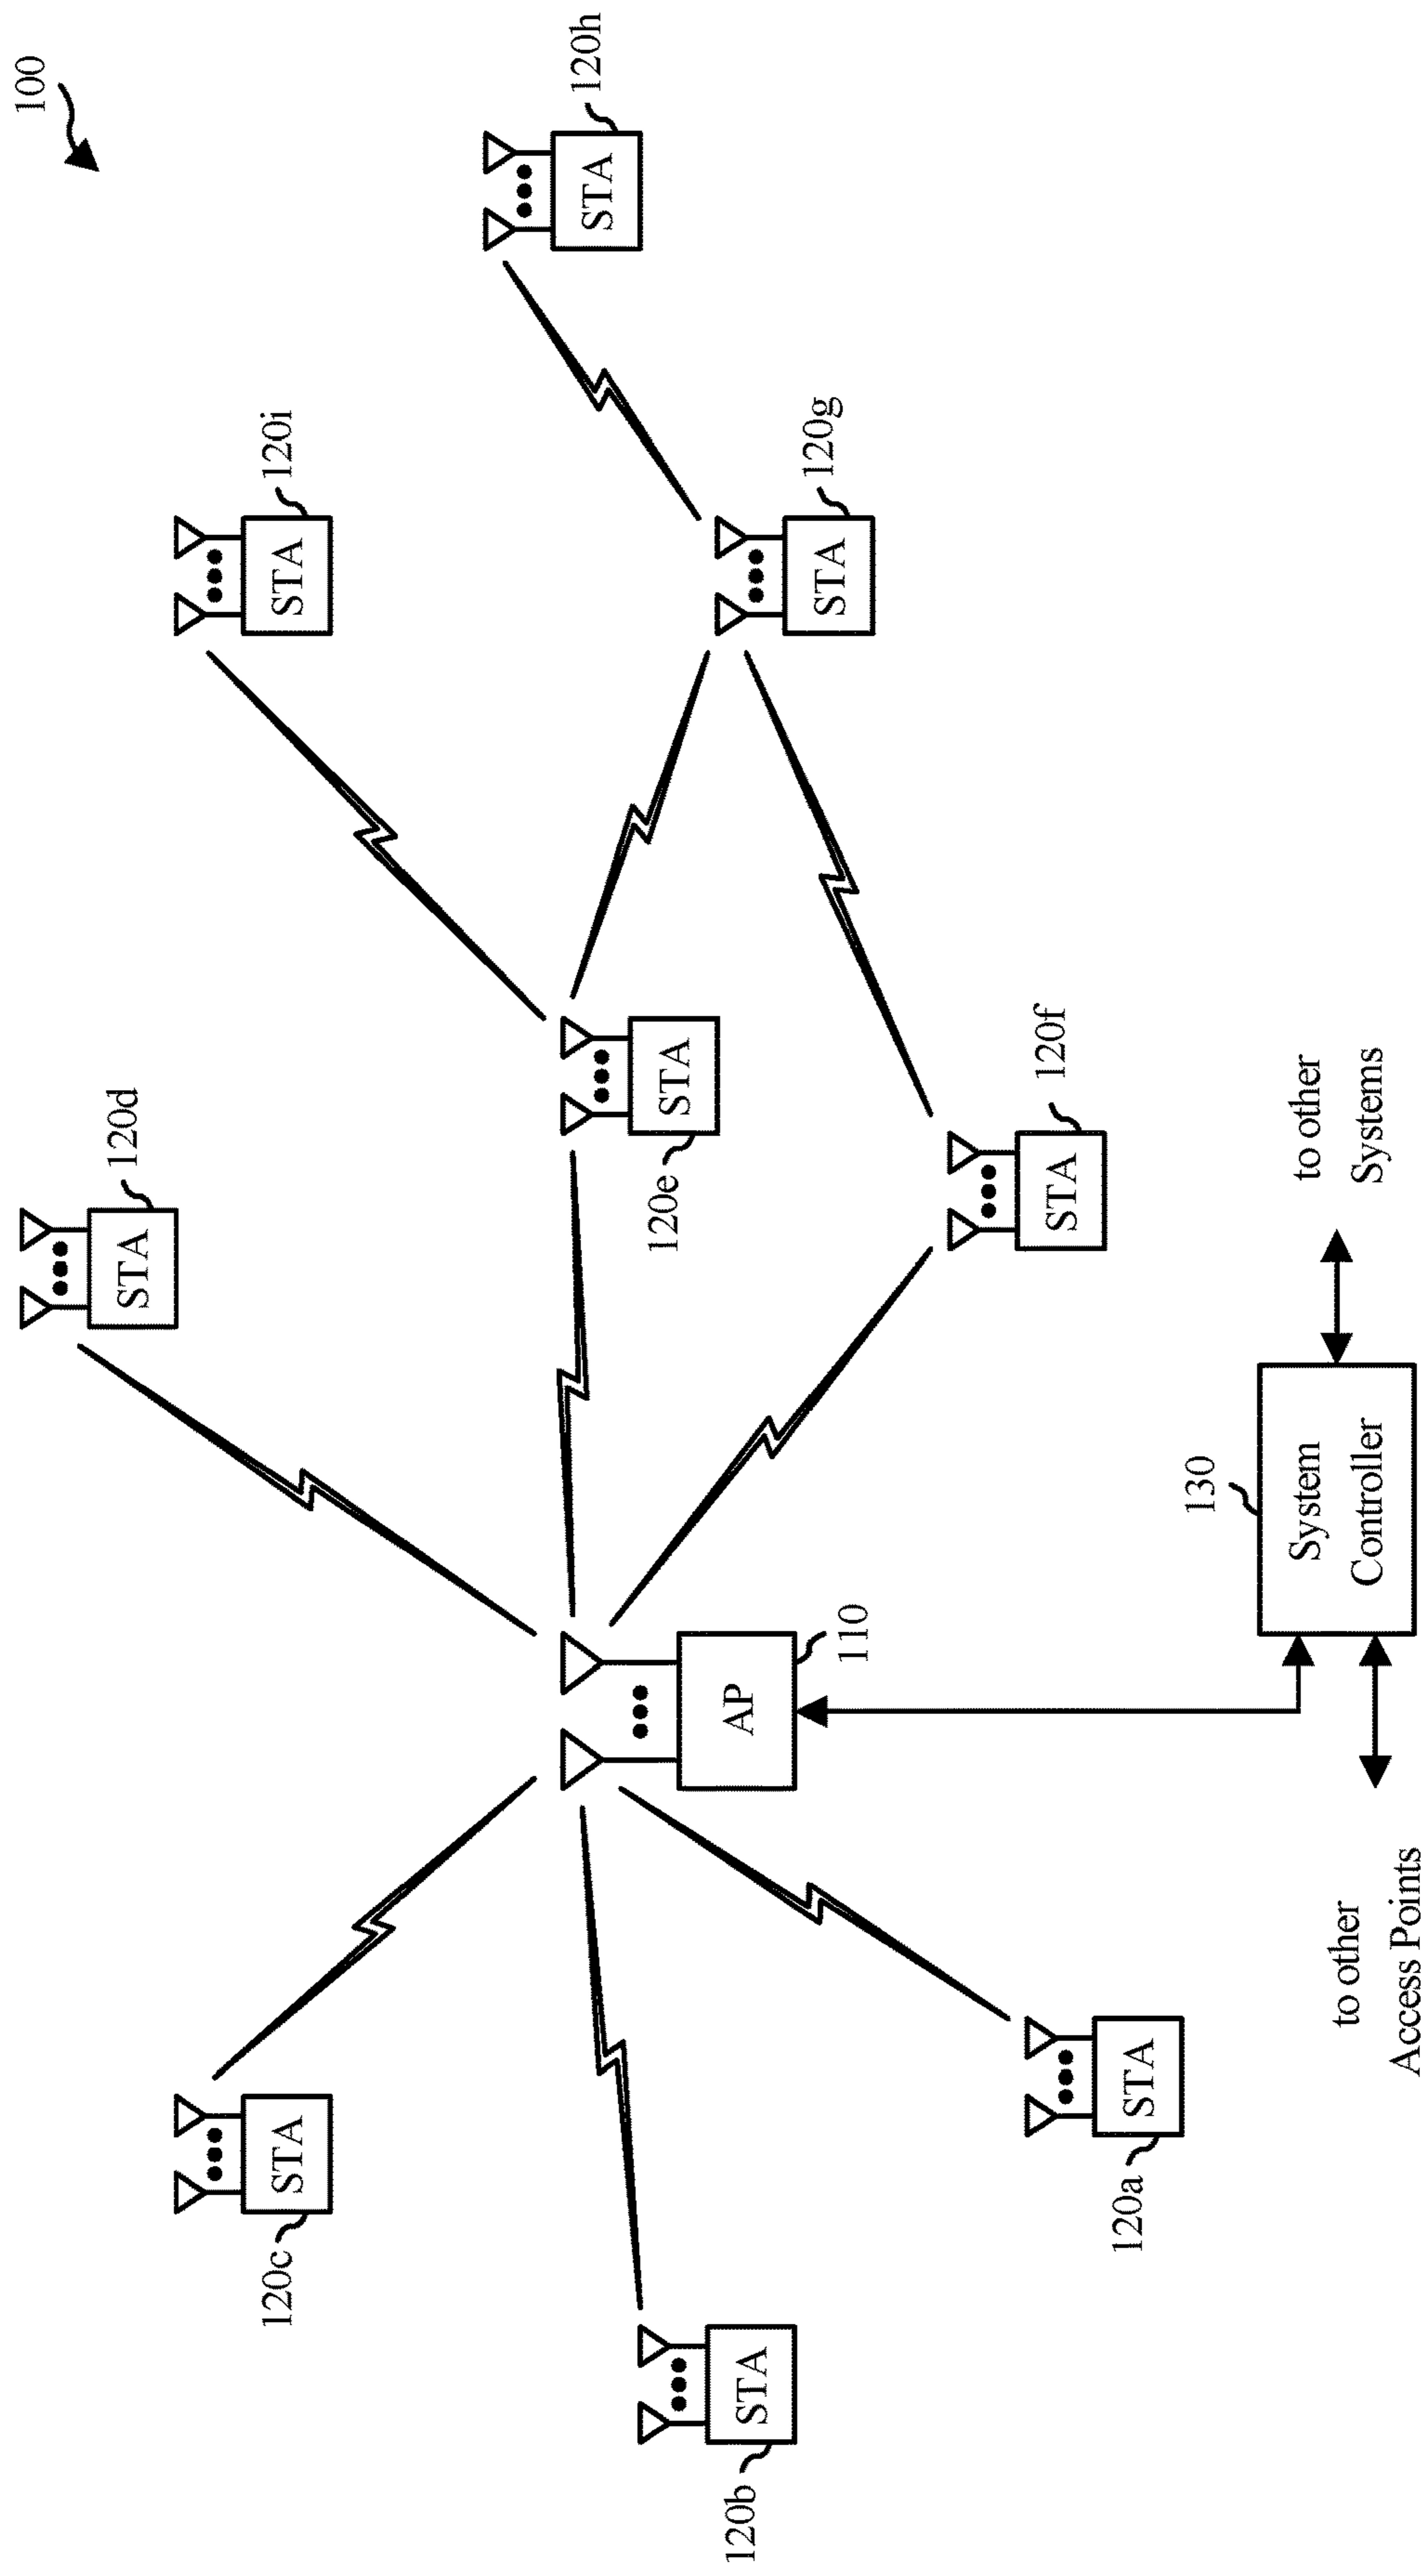 100
120d
STA
120c
STA
120i
STA
120h
STA
120e
STA
AP
110
120b
STA
120g
STA
120f
STA
120a
STA
130
System
Controller
to other
Systems
to other
Access Points